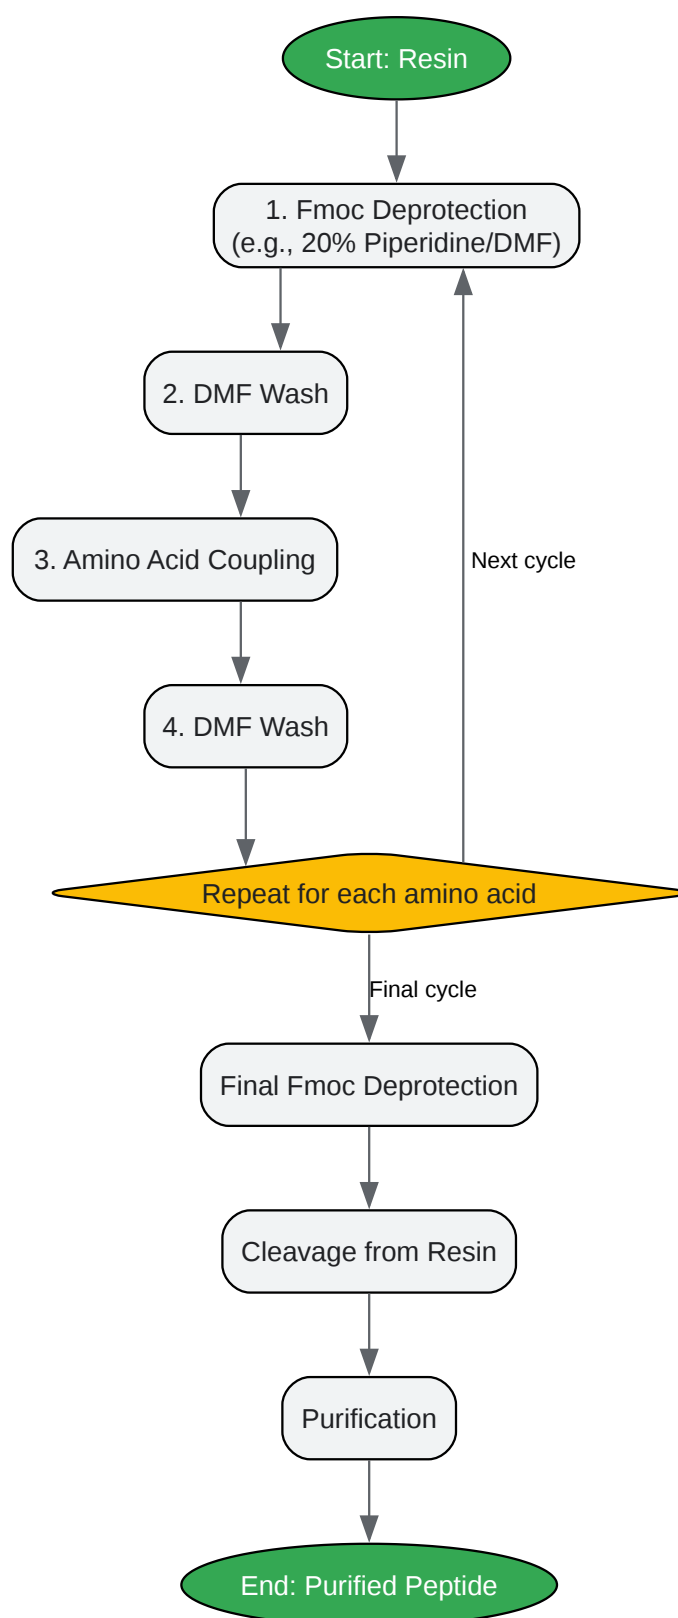 Start: Resin
1. Fmoc Deprotection
(e.g., 20% Piperidine/DMF)
2. DMF Wash
3. Amino Acid Coupling
Next cycle
4. DMF Wash
Repeat for each amino acid
Final cycle
Final Fmoc Deprotection
Cleavage from Resin
Purification
End: Purified Peptide